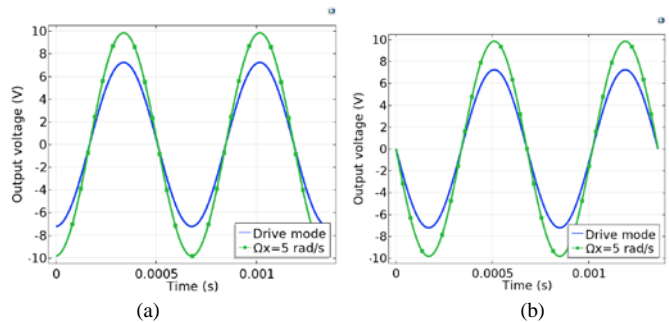 10
8
6
4
2
0
-2
-4
-6
-8
-10
Output voltage (V)
0 0.0005 0.001
Time (s)
Drive mode
Ωx=5 rad/s
(a)
10
8
6
4
2
0
-2
-4
-6
-8
-10
Output voltage (V)
0 0.0005 0.001
Time (s)
Drive mode
Ωx=5 rad/s
(b)